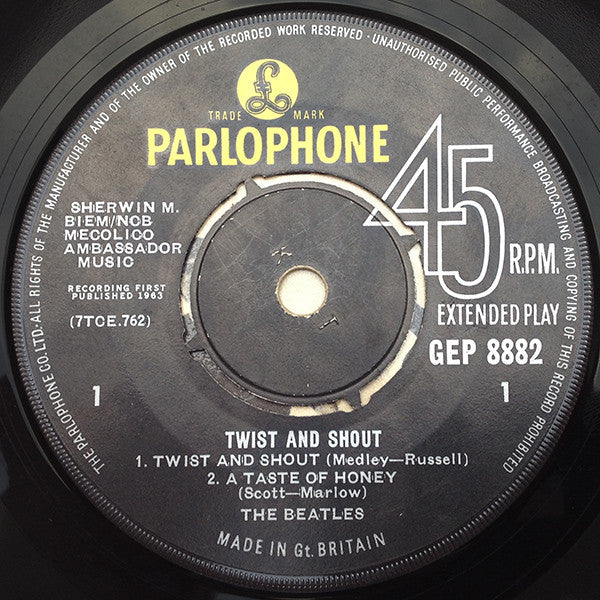 THE PARLOPHONE CO.LTD.·ALL RIGHTS OF THE MANUFACTURER AND OF THE OWNER OF THE RECORDED WORK RESERVED · UNAUTHORISED PUBLIC PERFORMANCE BROADCASTING AND COPYING OF THIS RECORD PROHIBITED
£
TRADE MARK
PARLOPHONE
45
R.P.M.
EXTENDED PLAY
GEP 8882
SHERWIN M.
BIEM/NCB
MECOLICO
AMBASSADOR
MUSIC
RECORDING FIRST
PUBLISHED 1963
(7TCE.762)
1
1
TWIST AND SHOUT
1. TWIST AND SHOUT (Medley—Russell)
2. A TASTE OF HONEY
(Scott—Marlow)
THE BEATLES
MADE IN Gt. BRITAIN